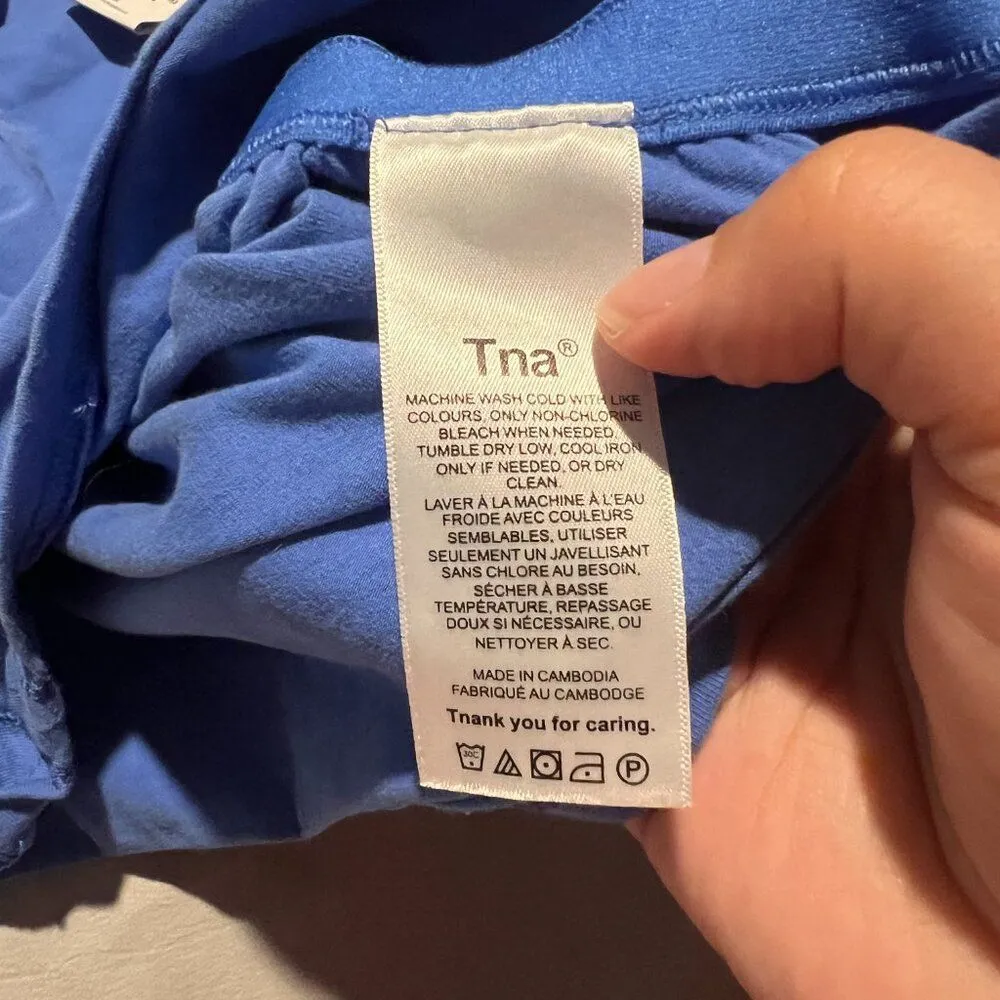 Tna®
MACHINE WASH COLD WITH LIKE
COLOURS, ONLY NON-CHLORINE
BLEACH WHEN NEEDED,
TUMBLE DRY LOW, COOL IRON
ONLY IF NEEDED, OR DRY
CLEAN.
LAVER À LA MACHINE À L'EAU
FROIDE AVEC COULEURS
SEMBLABLES, UTILISER
SEULEMENT UN JAVELLISANT
SANS CHLORE AU BESOIN,
SÉCHER À BASSE
TEMPÉRATURE, REPASSAGE
DOUX SI NÉCESSAIRE, OU
NETTOYER À SEC.
MADE IN CAMBODIA
FABRIQUÉ AU CAMBODGE
Tnank you for caring.
30C P